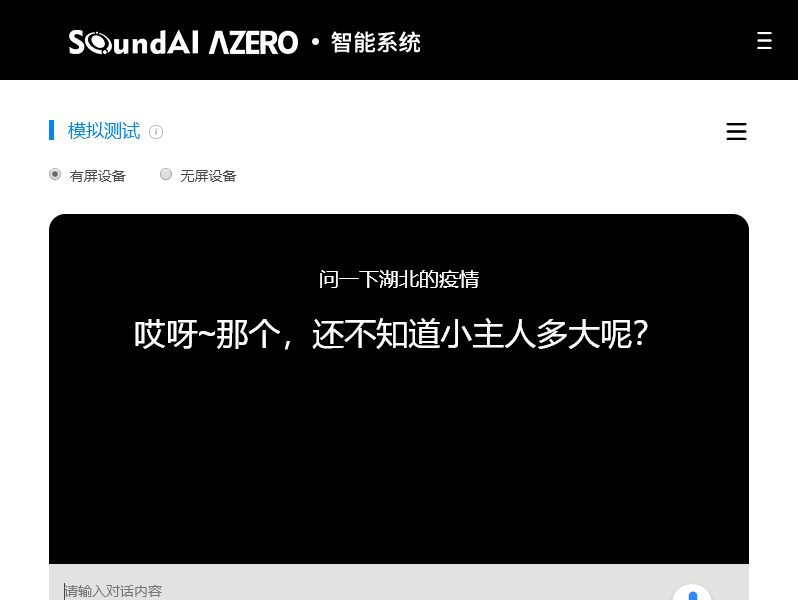 SoundAI AZERO · 智能系统
模拟测试
有屏设备 无屏设备
问一下湖北的疫情
哎呀~那个，还不知道小主人多大呢？
请输入对话内容